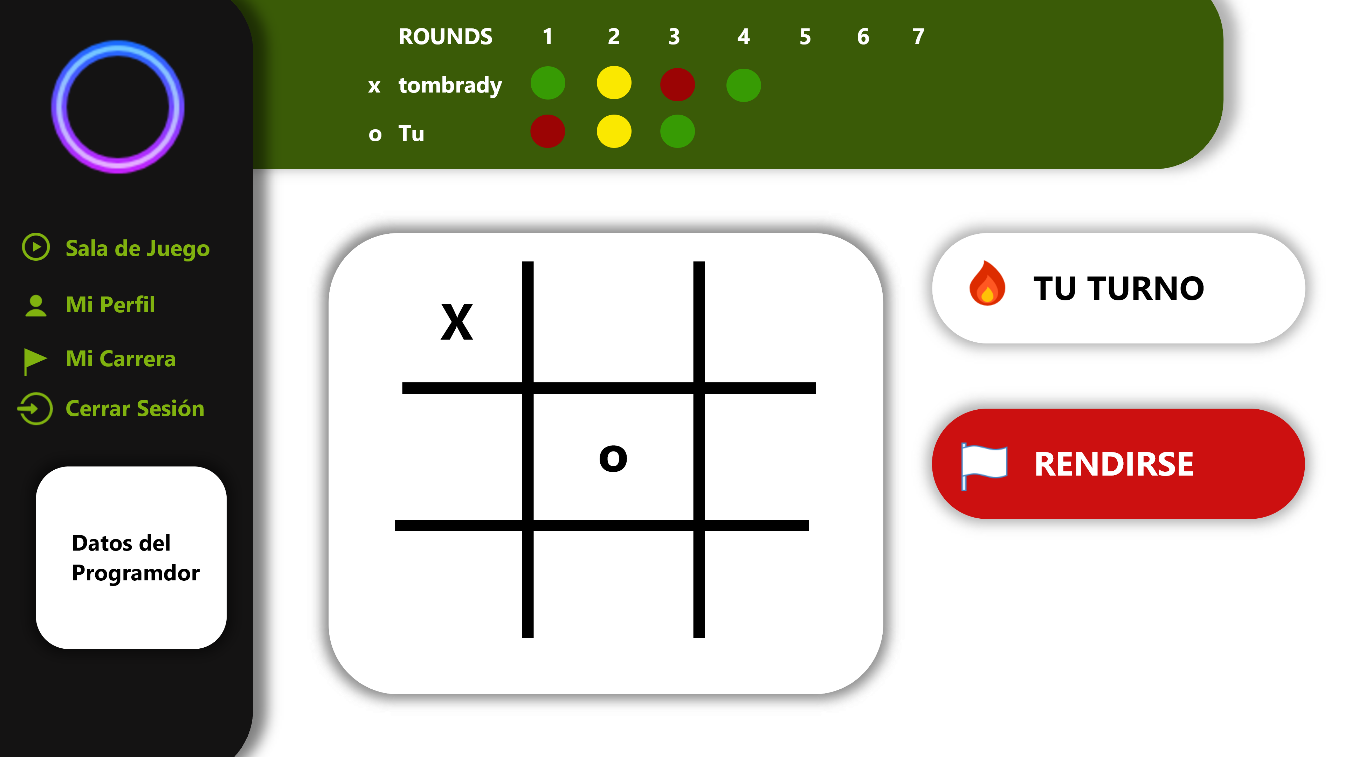 ROUNDS 1 2 3 4 5 6 7
x tombrady
o Tu
Sala de Juego
Mi Perfil
Mi Carrera
Cerrar Sesión
Datos del
Programdor
X
o
TU TURNO
RENDIRSE